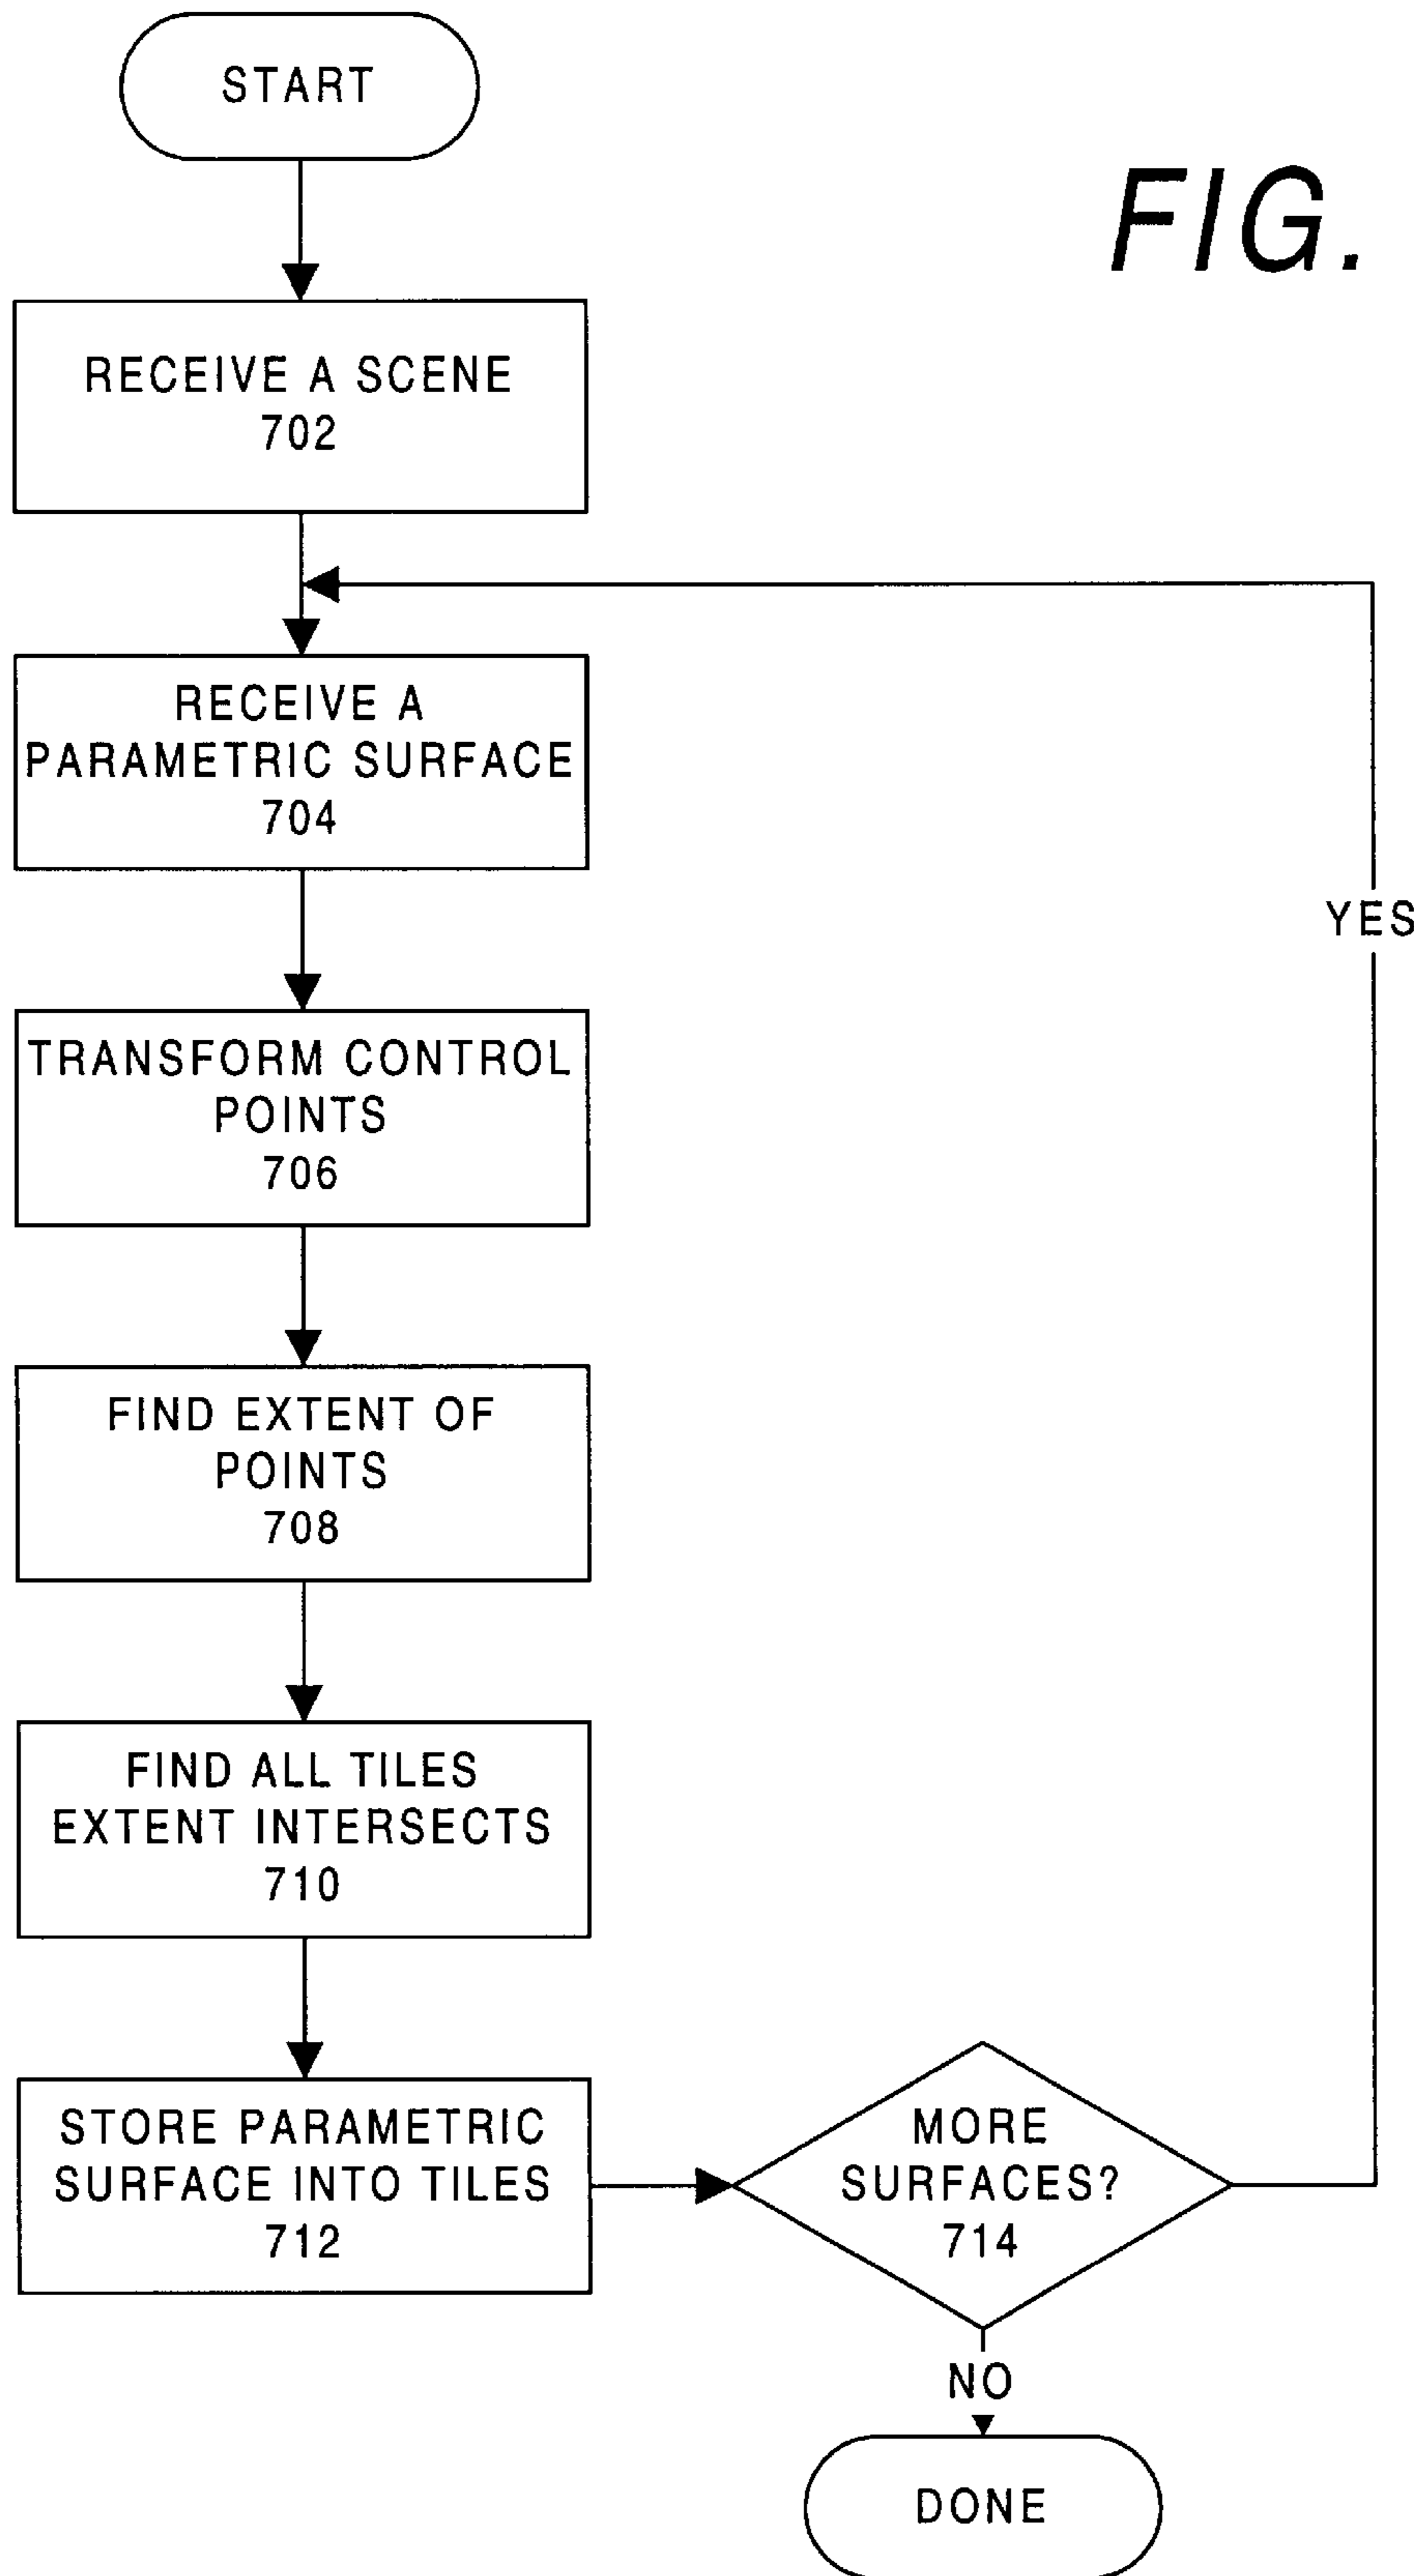 START
FIG.
RECEIVE A SCENE
702
RECEIVE A
PARAMETRIC SURFACE
704
YES
TRANSFORM CONTROL
POINTS
706
FIND EXTENT OF
POINTS
708
FIND ALL TILES
EXTENT INTERSECTS
710
STORE PARAMETRIC
SURFACE INTO TILES
712
MORE
SURFACES?
714
NO
DONE